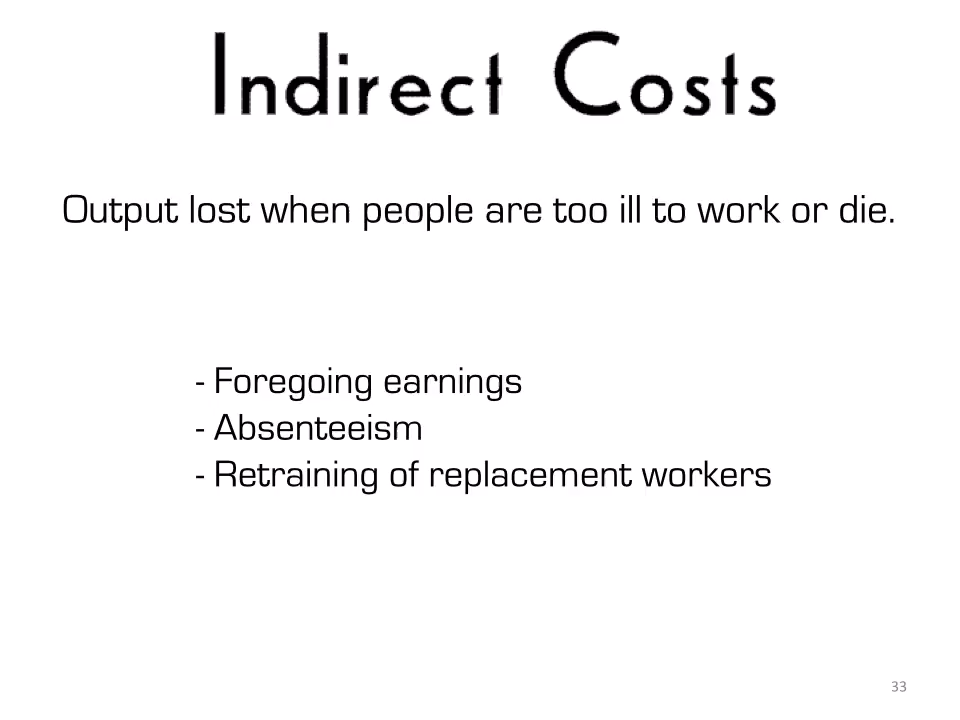 Indirect Costs
Output lost when people are too ill to work or die.
- Foregoing earnings
- Absenteeism
- Retraining of replacement workers
33